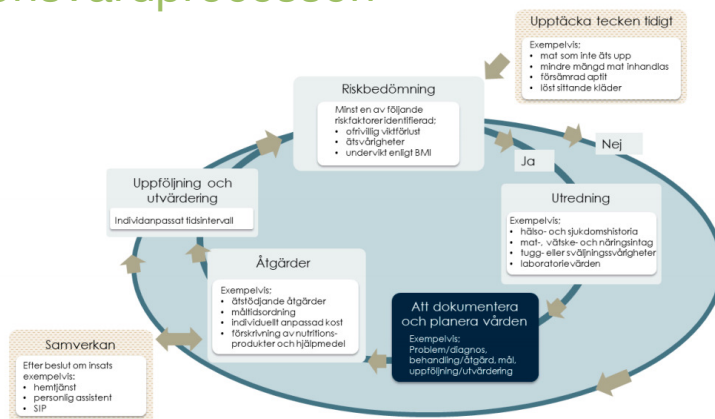 Upptäcka tecken tidigt
Exempelvis:
• mat som inte äts upp
• mindre mängd mat inhandlas
• försämrad aptit
• löst sittande kläder
Riskbedömning
Minst en av följande
riskfaktorer identifierad:
• ofrivillig viktförlust
• ätsvårigheter
• undervikt enligt BMI
Nej
Ja
Utredning
Exempelvis:
• hälso- och sjukdomshistoria
• mat-, vätske- och näringsintag
• tugg- eller sväljningssvårigheter
• laboratorievärden
Att dokumentera
och planera vården
Exempelvis:
Problem/diagnos,
behandling/åtgärd, mål,
uppföljning/utvärdering
Åtgärder
Exempelvis:
• ätstödjande åtgärder
• måltidsordning
• individuellt anpassad kost
• förskrivning av nutritions-
produkter och hjälpmedel
Uppföljning och
utvärdering
Individanpassat tidsintervall
Samverkan
Efter beslut om insats
exempelvis:
• hemtjänst
• personlig assistent
• SIP